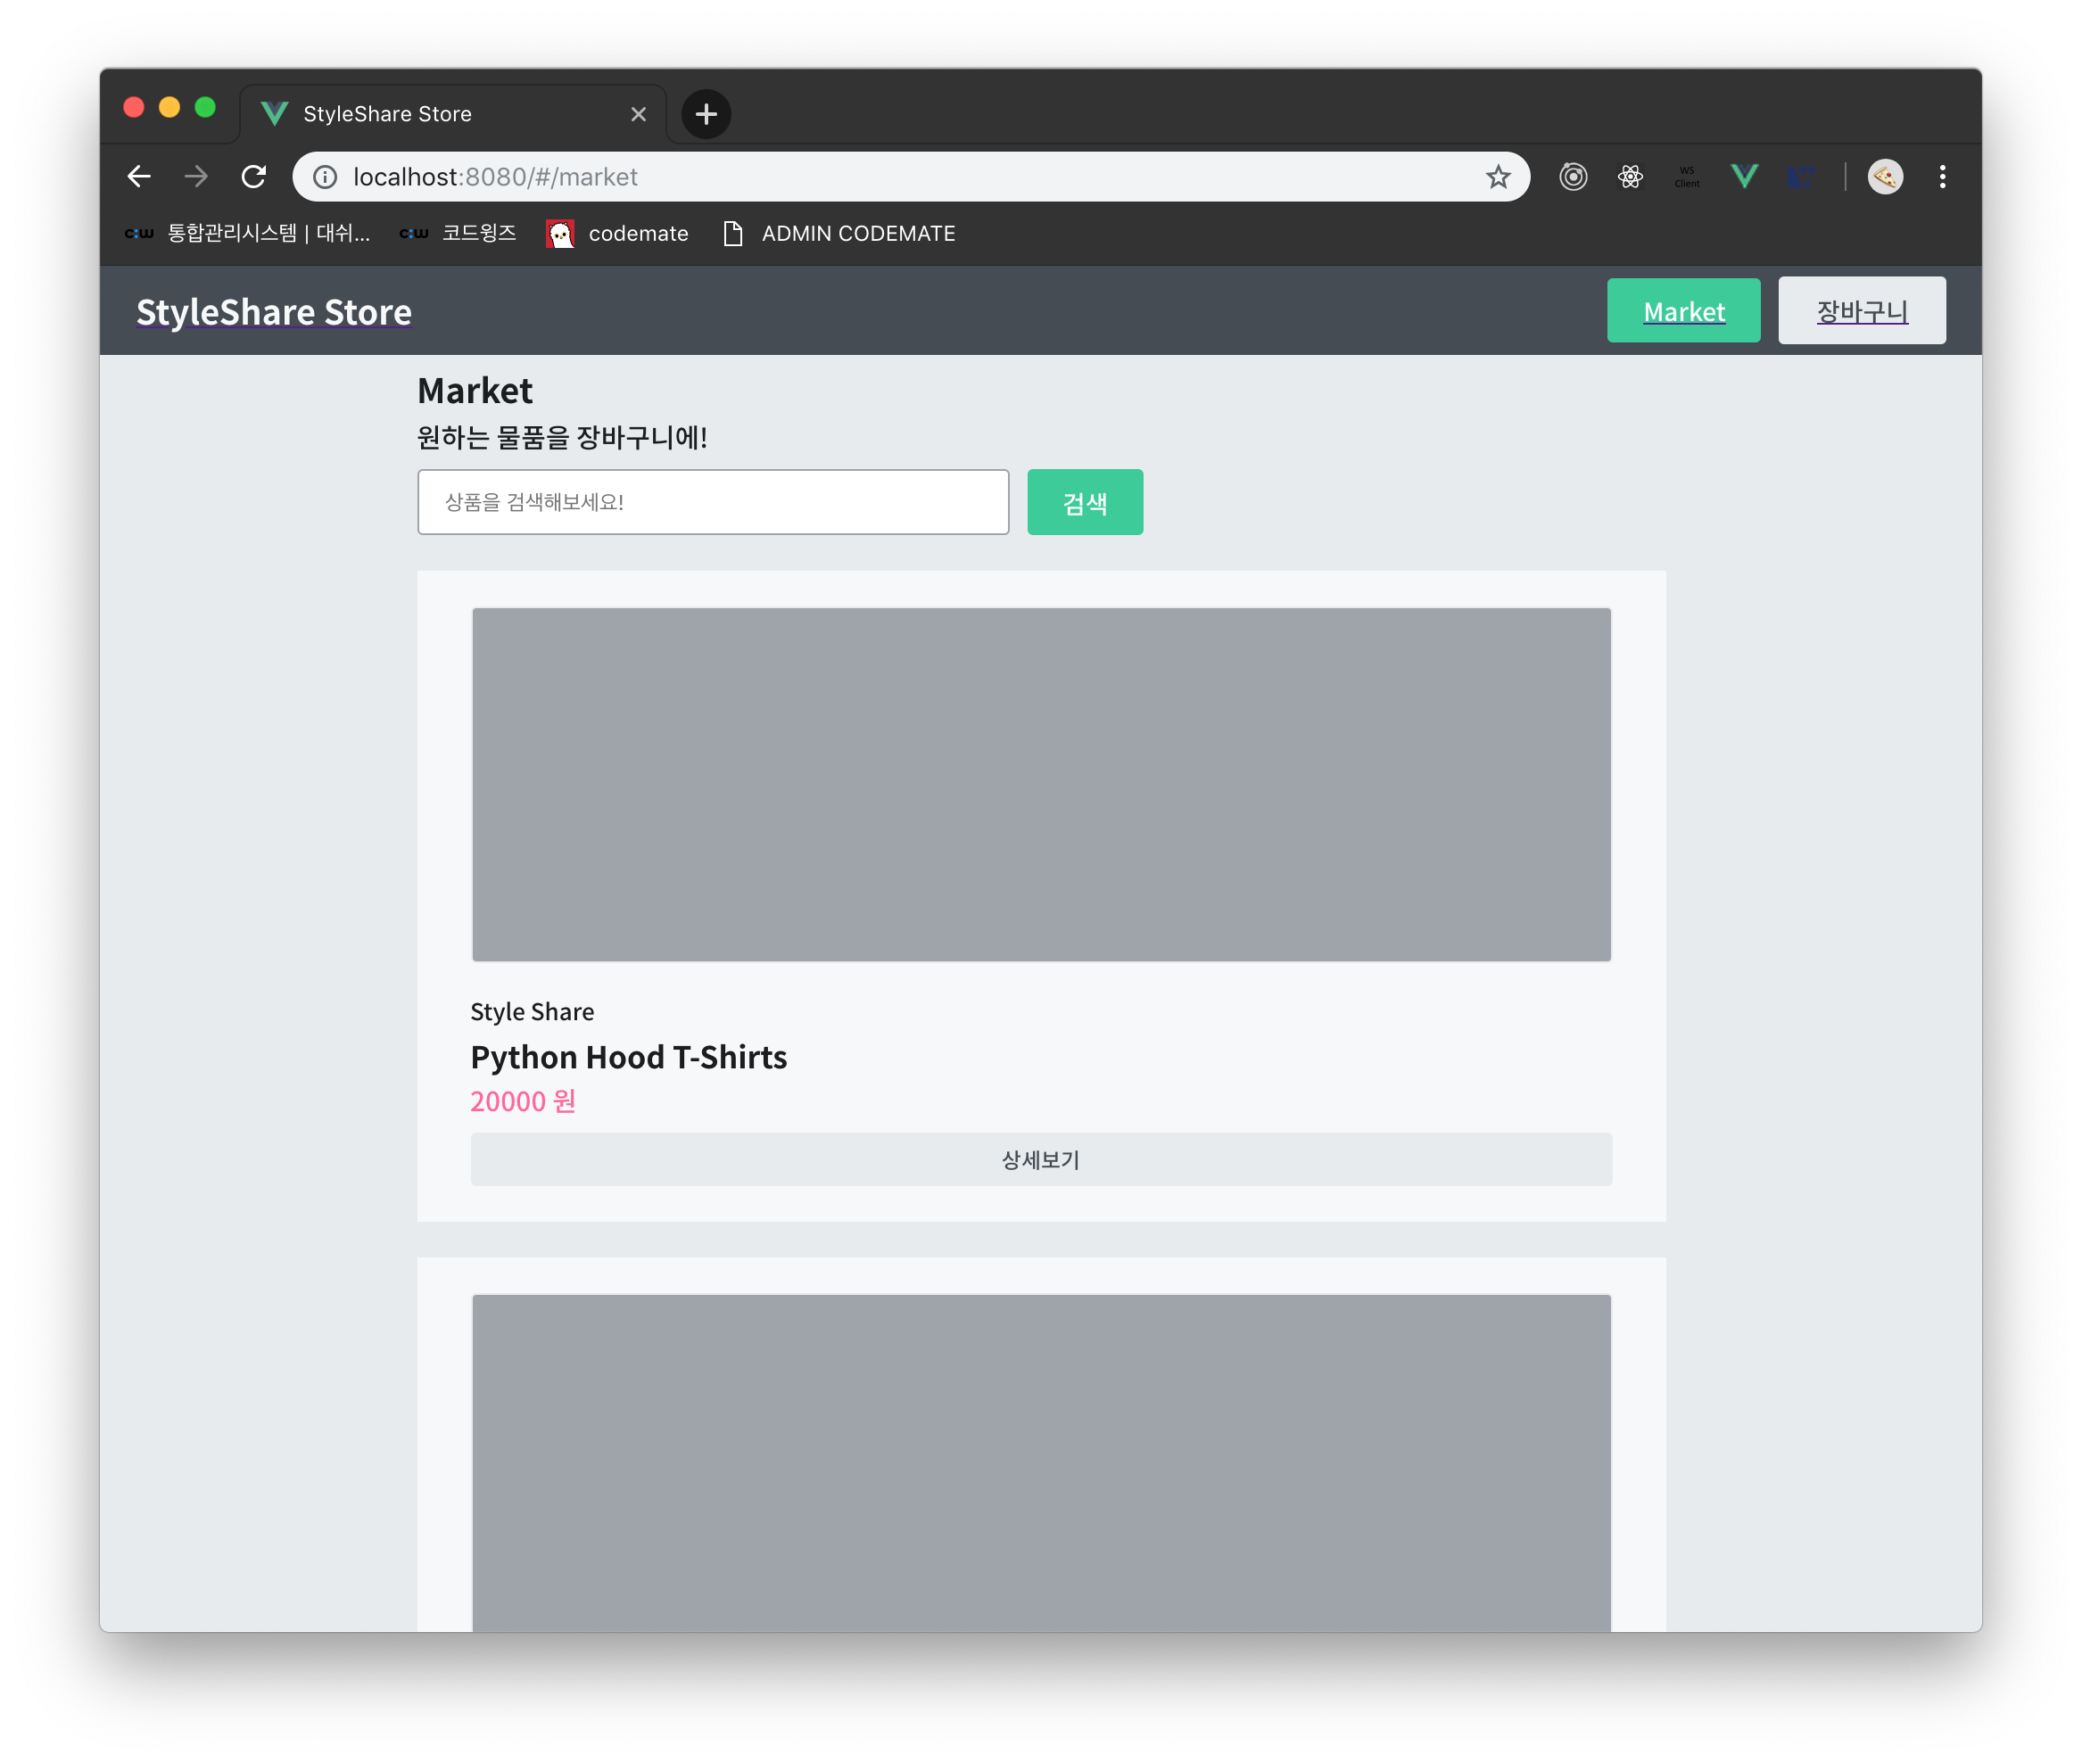 StyleShare Store
localhost:8080/#/market
WS
Client
c:w 통합관리시스템 | 대쉬...
c:w 코드윙즈
codemate
ADMIN CODEMATE
StyleShare Store
Market
장바구니
Market
원하는 물품을 장바구니에!
상품을 검색해보세요!
검색
Style Share
Python Hood T-Shirts
20000 원
상세보기